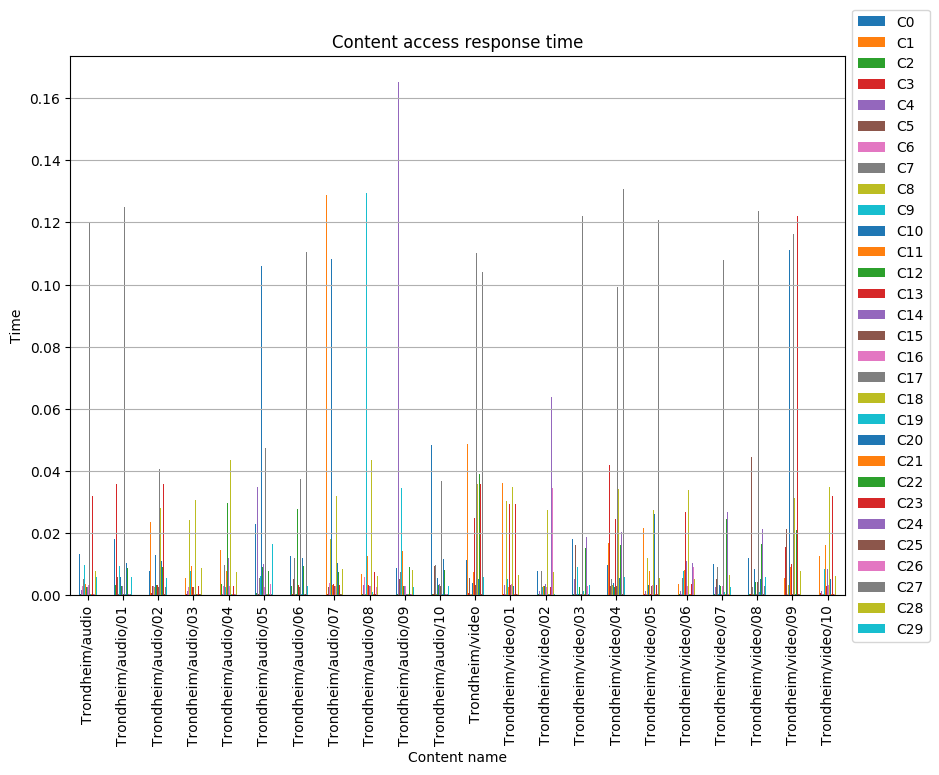 Content access response time
Time
0.16
0.14
0.12
0.10
0.08
0.06
0.04
0.02
0.00
Trondheim/audio
Trondheim/audio/01
Trondheim/audio/02
Trondheim/audio/03
Trondheim/audio/04
Trondheim/audio/05
Trondheim/audio/06
Trondheim/audio/07
Trondheim/audio/08
Trondheim/audio/09
Trondheim/audio/10
Trondheim/video
Trondheim/video/01
Trondheim/video/02
Trondheim/video/03
Trondheim/video/04
Trondheim/video/05
Trondheim/video/06
Trondheim/video/07
Trondheim/video/08
Trondheim/video/09
Trondheim/video/10
Content name
C0
C1
C2
C3
C4
C5
C6
C7
C8
C9
C10
C11
C12
C13
C14
C15
C16
C17
C18
C19
C20
C21
C22
C23
C24
C25
C26
C27
C28
C29